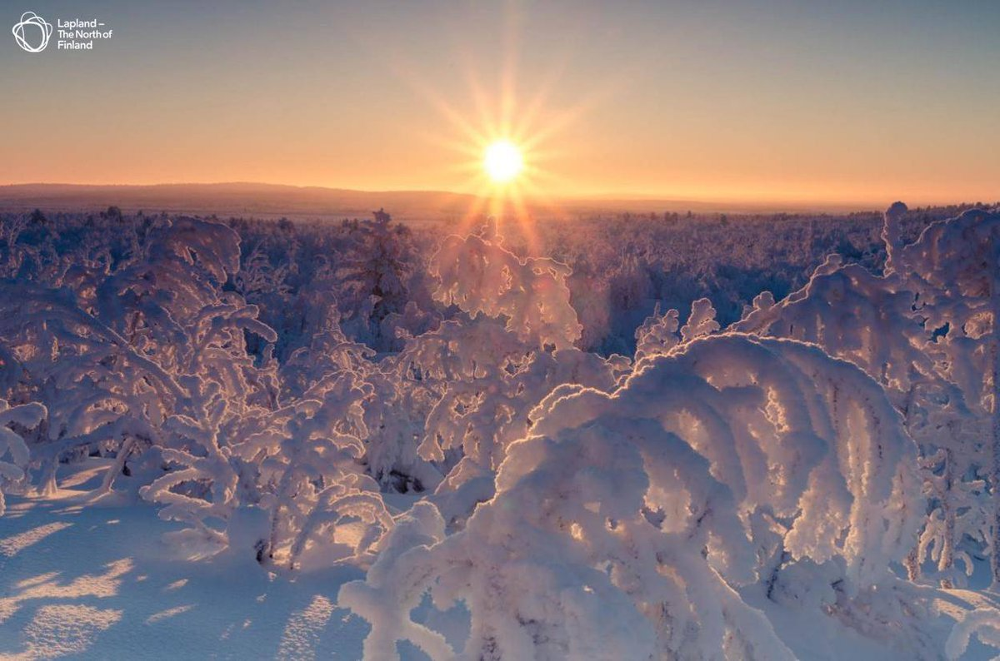 Lapland –
The North of
Finland